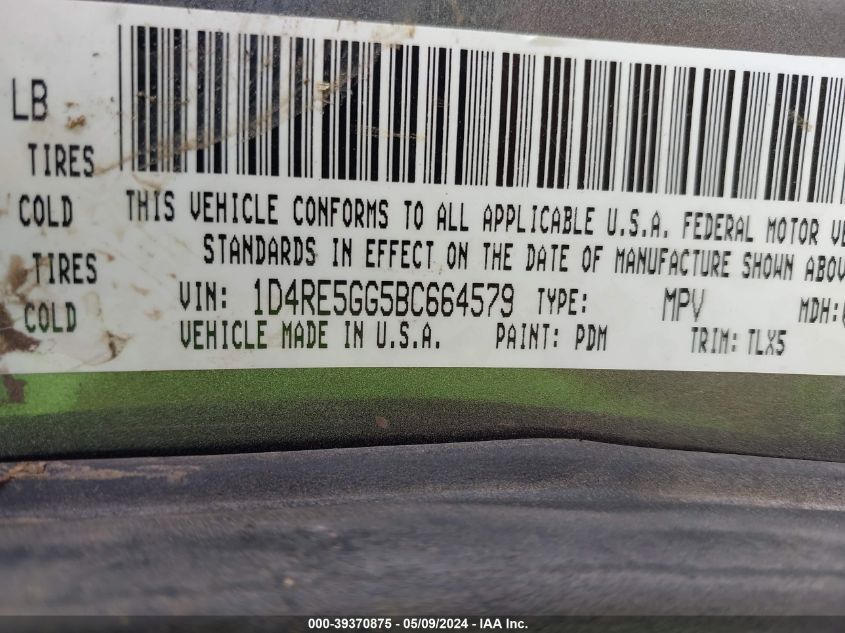 LB
TIRES
COLD
TIRES
COLD
THIS VEHICLE CONFORMS TO ALL APPLICABLE U.S.A. FEDERAL MOTOR VE
STANDARDS IN EFFECT ON THE DATE OF MANUFACTURE SHOWN ABOV
VIN: 1D4RE5GG5BC664579 TYPE: MPV MDH:
VEHICLE MADE IN U.S.A. PAINT: PDM TRIM: TLX5
000-39370875 - 05/09/2024 - IAA Inc.